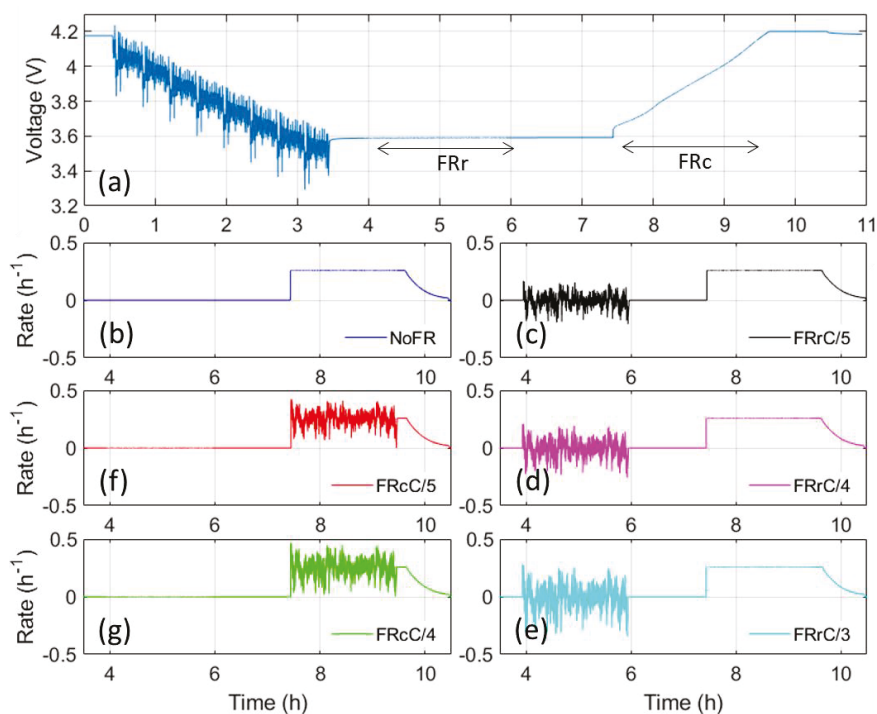 4.2
4
3.8
3.6
3.4
3.2
Voltage (V)
(a)
FRr
FRc
0 1 2 3 4 5 6 7 8 9 10 11
0.5
0
-0.5
Rate (h⁻¹)
(b)
NoFR
4 6 8 10
0.5
0
-0.5
(c)
FRrC/5
4 6 8 10
0.5
0
-0.5
Rate (h⁻¹)
(f)
FRcC/5
4 6 8 10
0.5
0
-0.5
(d)
FRrC/4
4 6 8 10
0.5
0
-0.5
Rate (h⁻¹)
(g)
FRcC/4
4 6 8 10
Time (h)
0.5
0
-0.5
(e)
FRrC/3
4 6 8 10
Time (h)